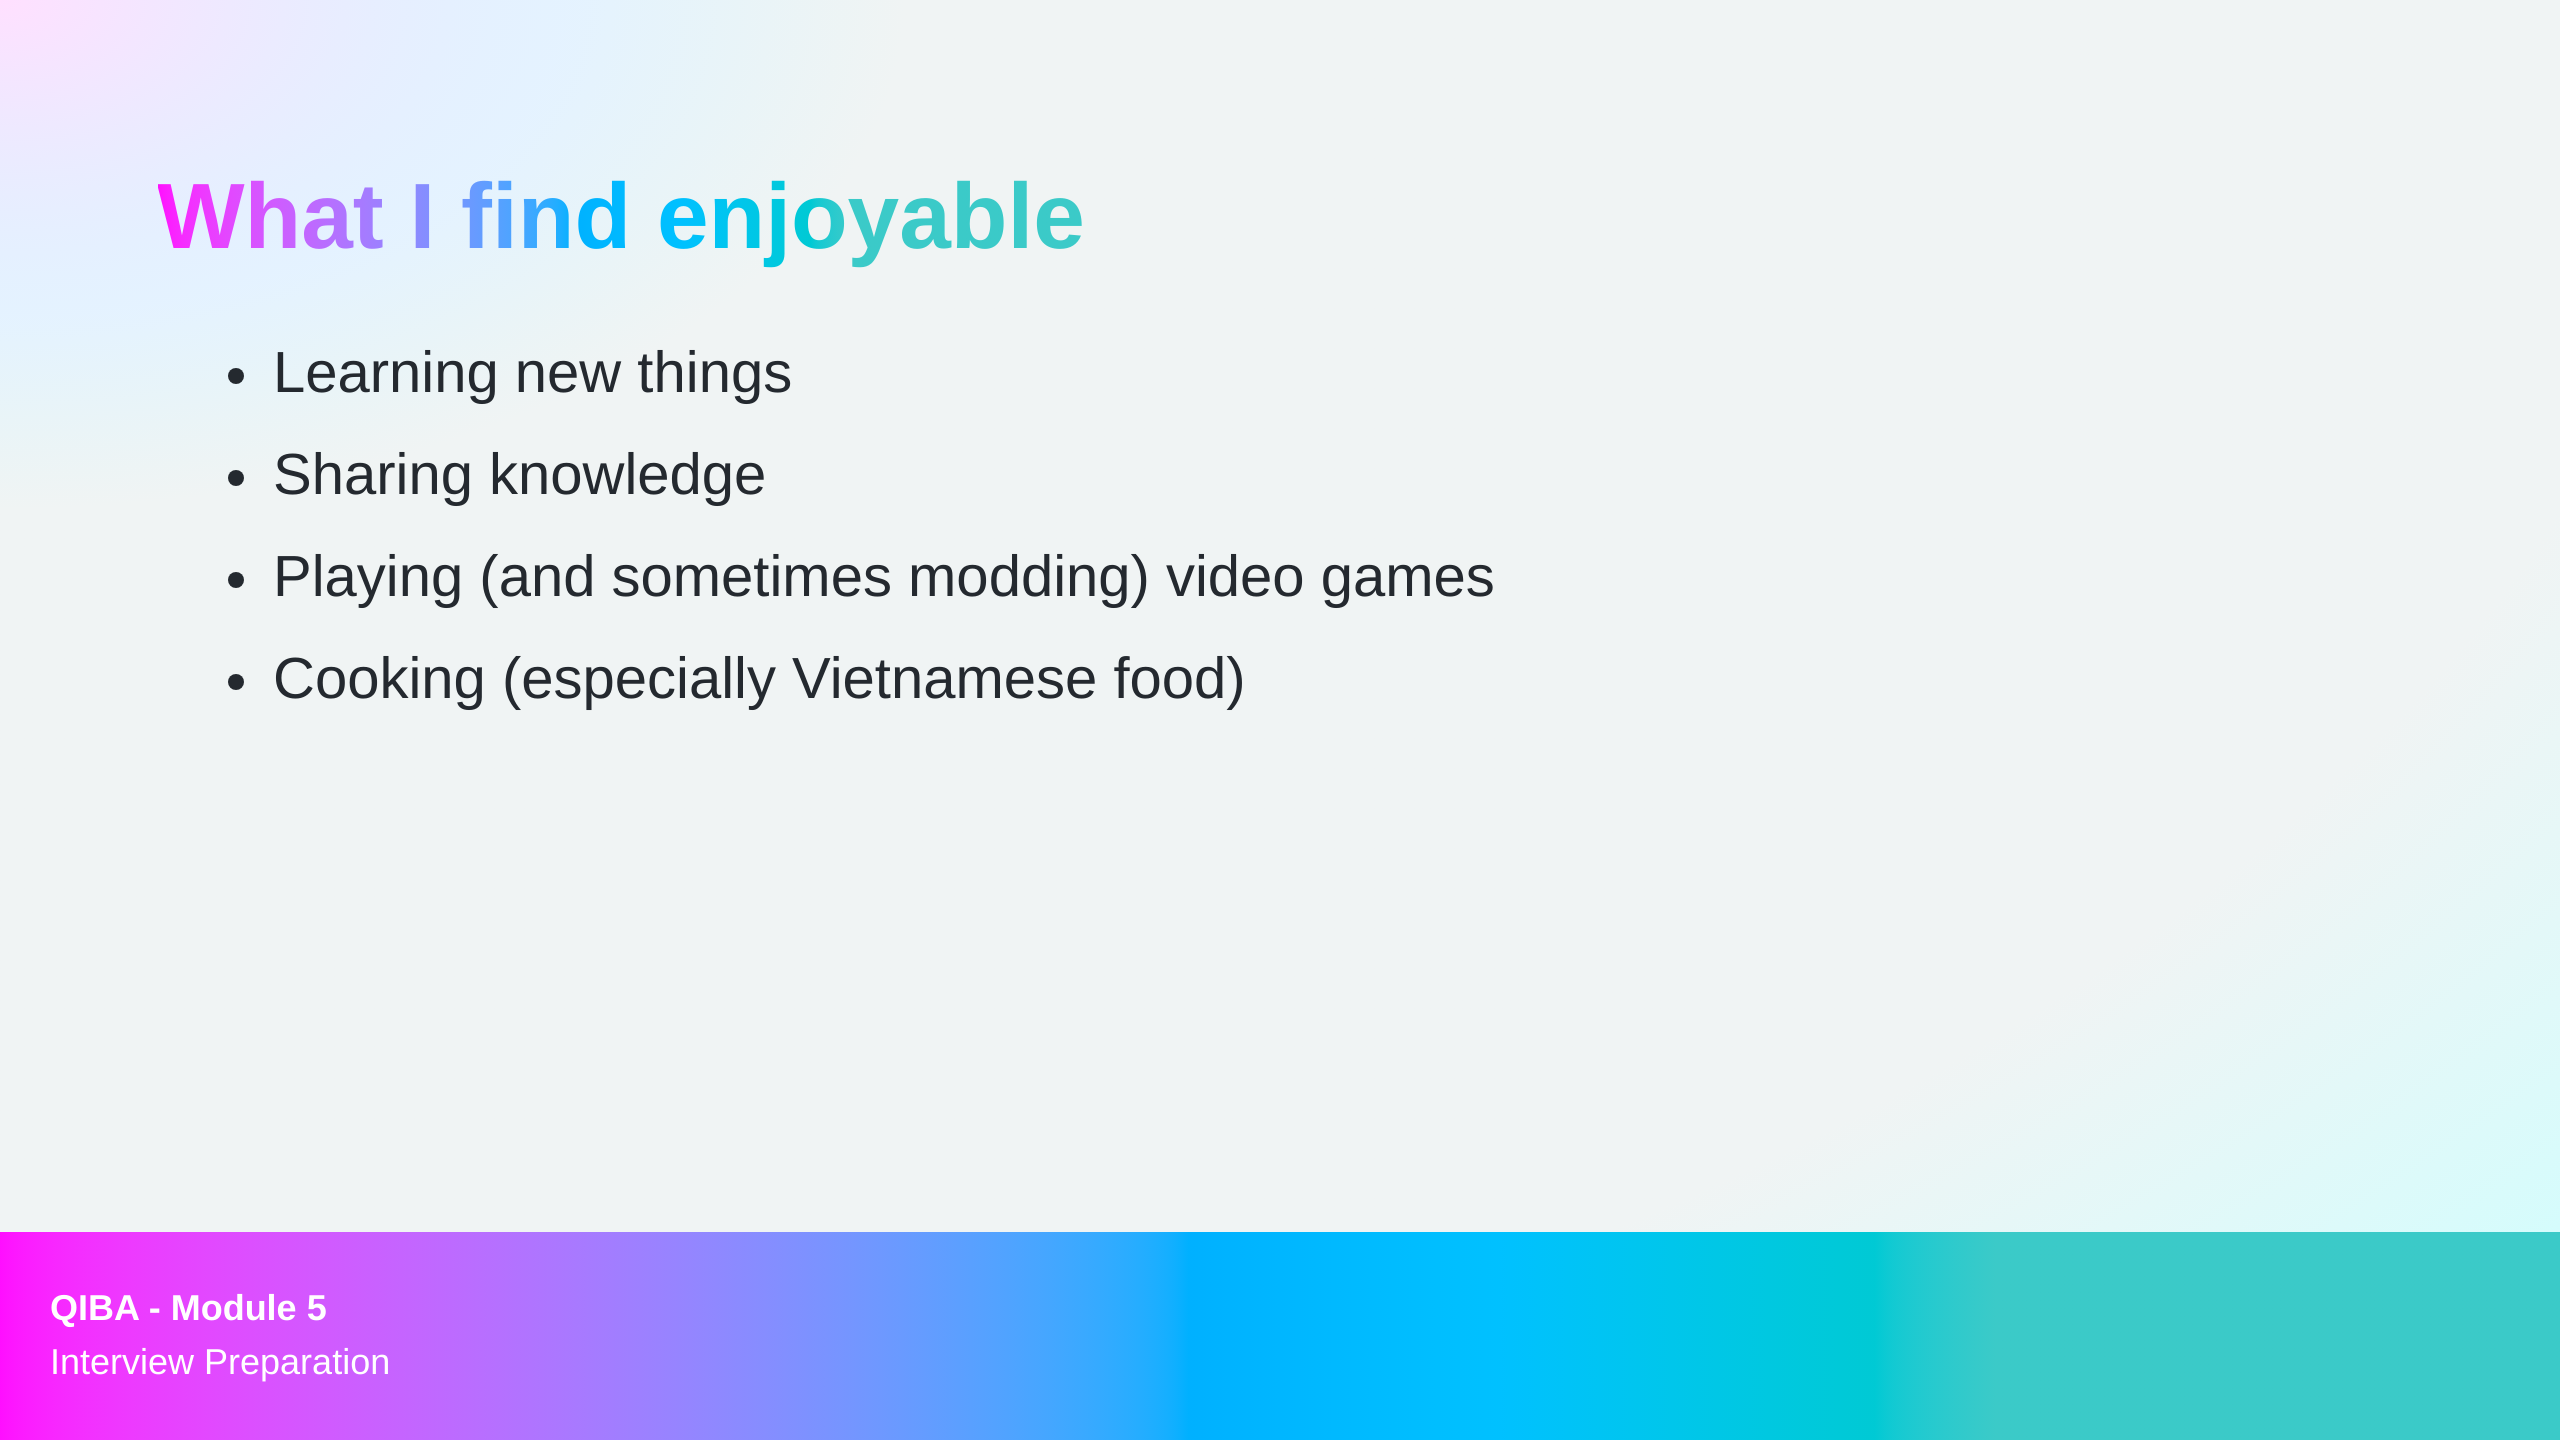 What I find enjoyable
• Learning new things
• Sharing knowledge
• Playing (and sometimes modding) video games
• Cooking (especially Vietnamese food)
QIBA - Module 5
Interview Preparation